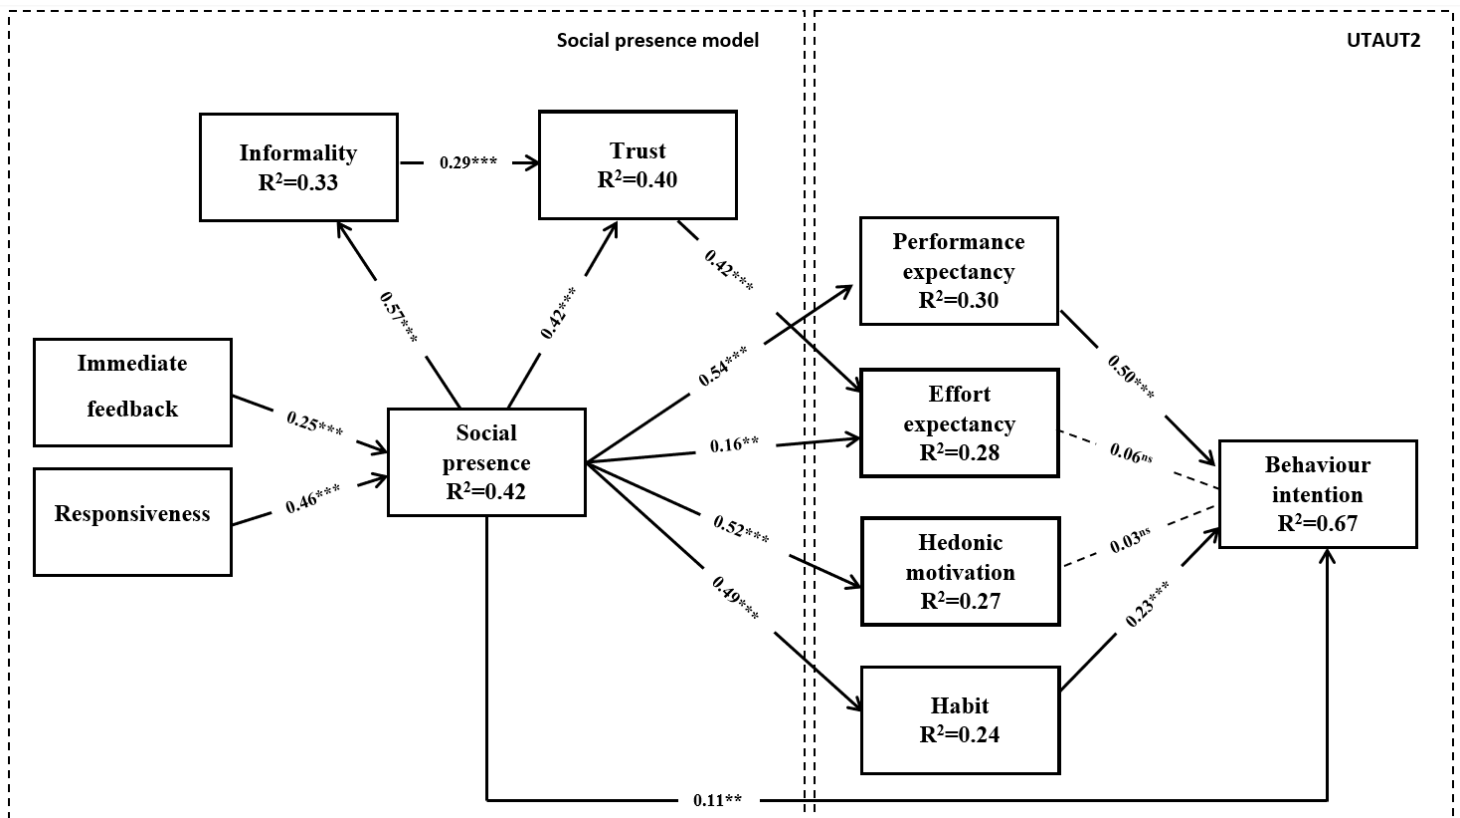 Social presence model
UTAUT2
Informality
R²=0.33
0.29***
Trust
R²=0.40
0.57***
0.42***
0.42***
Immediate
feedback
0.25***
Responsiveness
0.46***
Social
presence
R²=0.42
0.54***
0.16**
0.52***
0.49***
0.11**
Performance
expectancy
R²=0.30
Effort
expectancy
R²=0.28
Hedonic
motivation
R²=0.27
Habit
R²=0.24
0.50***
0.06ⁿˢ
0.03ⁿˢ
0.23***
Behaviour
intention
R²=0.67